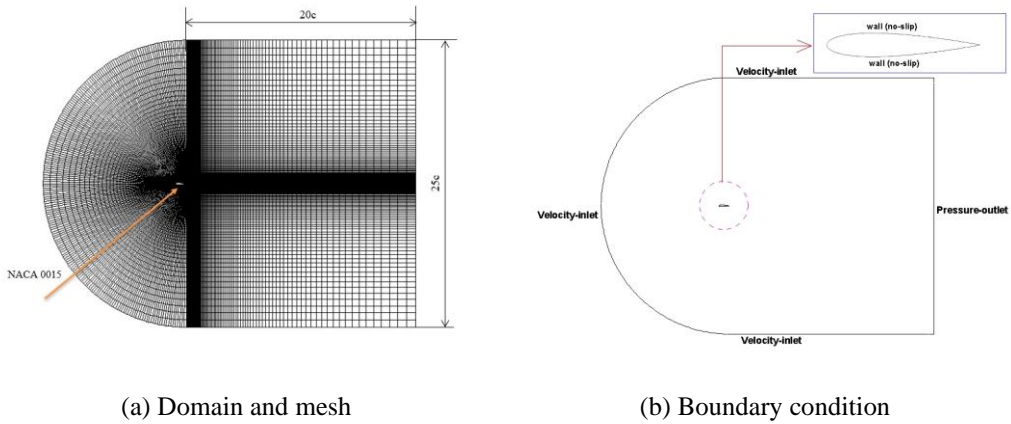 20c
25c
NACA 0015
wall (no-slip)
wall (no-slip)
Velocity-inlet
Velocity-inlet
Pressure-outlet
Velocity-inlet
(a) Domain and mesh
(b) Boundary condition